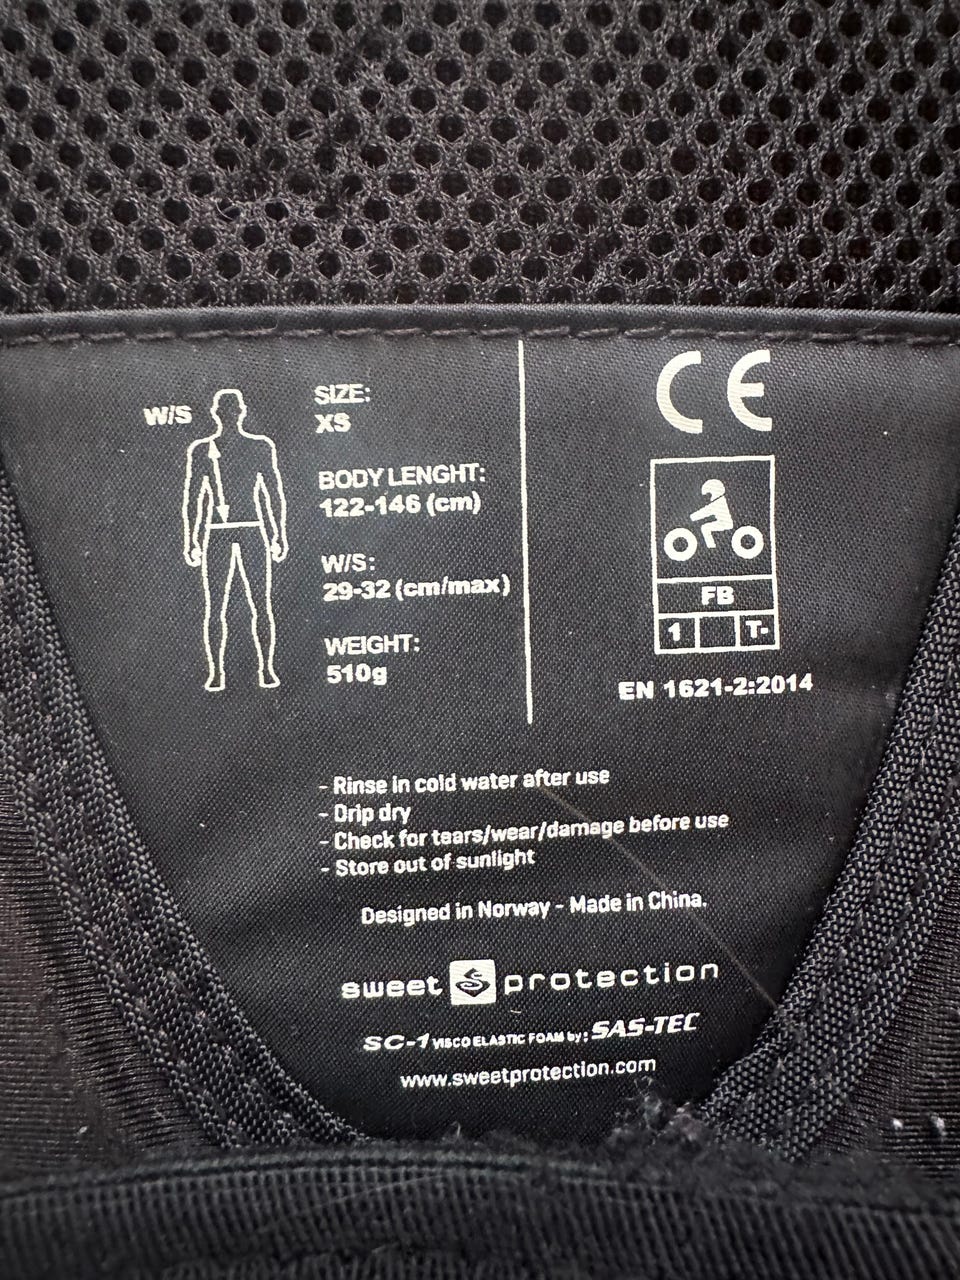 W/S
SIZE:
XS
BODY LENGHT:
122-146 (cm)
W/S:
29-32 (cm/max)
WEIGHT:
510g
CE
FB
1 T-
EN 1621-2:2014
- Rinse in cold water after use
- Drip dry
- Check for tears/wear/damage before use
- Store out of sunlight
Designed in Norway - Made in China.
sweet protection
SC-1 VISCO ELASTIC FOAM by: SAS-TEC
www.sweetprotection.com